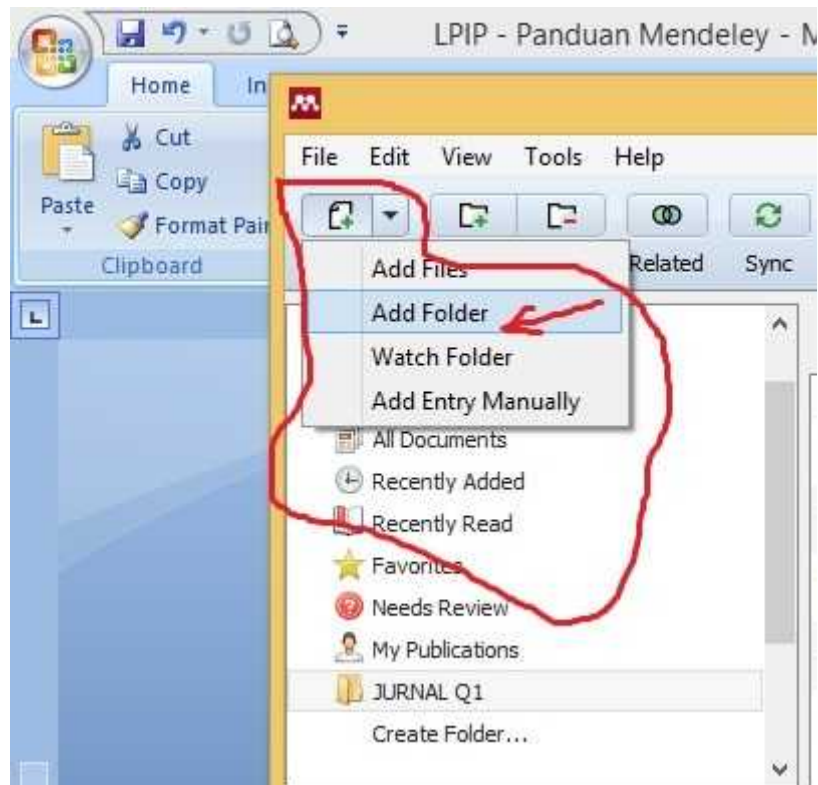 LPIP - Panduan Mendeley - M
Home In
Cut
Copy
Paste
Format Pain
Clipboard
File Edit View Tools Help
Related Sync
Add Files
Add Folder
Watch Folder
Add Entry Manually
All Documents
Recently Added
Recently Read
Favorites
Needs Review
My Publications
JURNAL Q1
Create Folder...